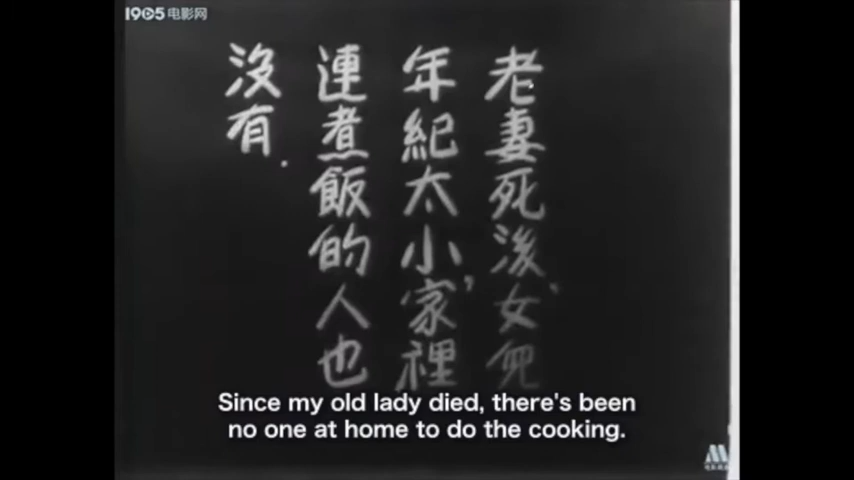 1905电影网
老妻死後,女兒
年紀太小,家裡
連煮飯的人也
沒有.
Since my old lady died, there's been
no one at home to do the cooking.